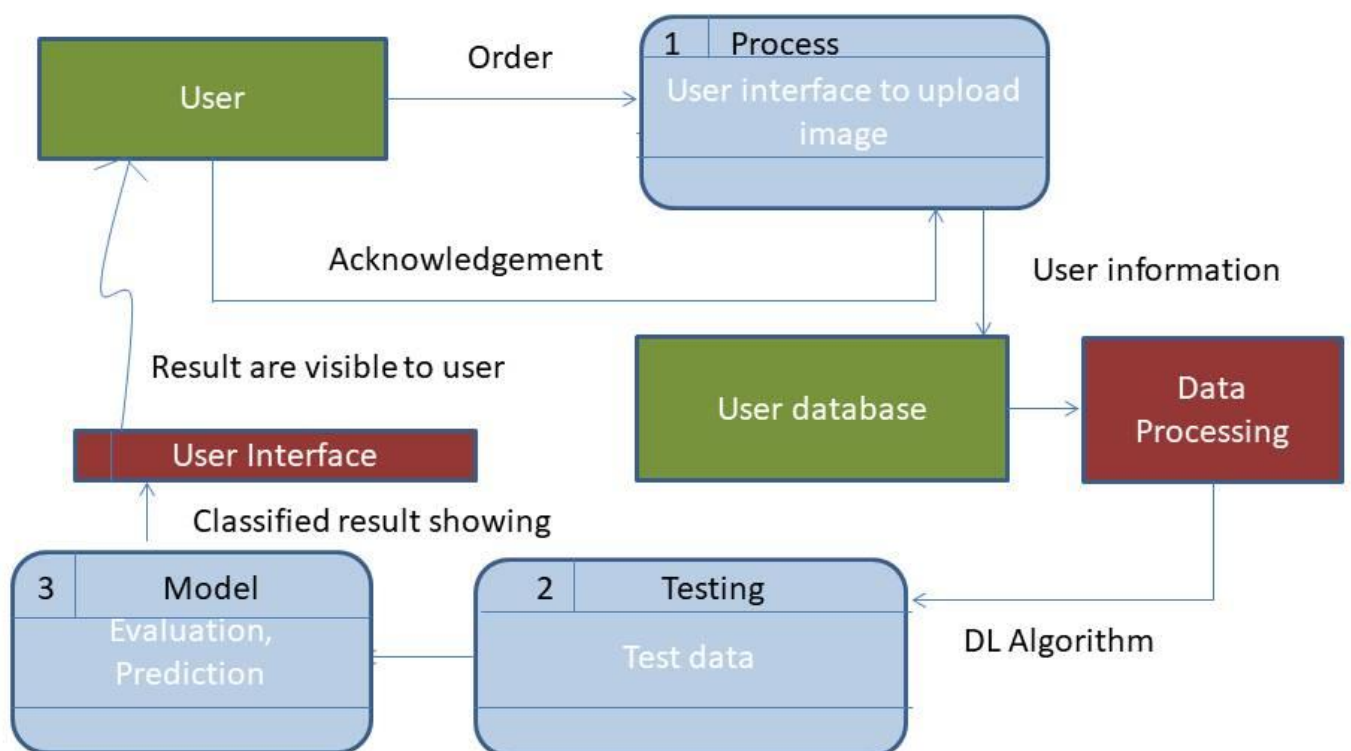 User
Order
1 Process
User interface to upload
image
Acknowledgement
User information
Result are visible to user
User database
Data
Processing
User Interface
Classified result showing
3 Model
Evaluation,
Prediction
2 Testing
Test data
DL Algorithm